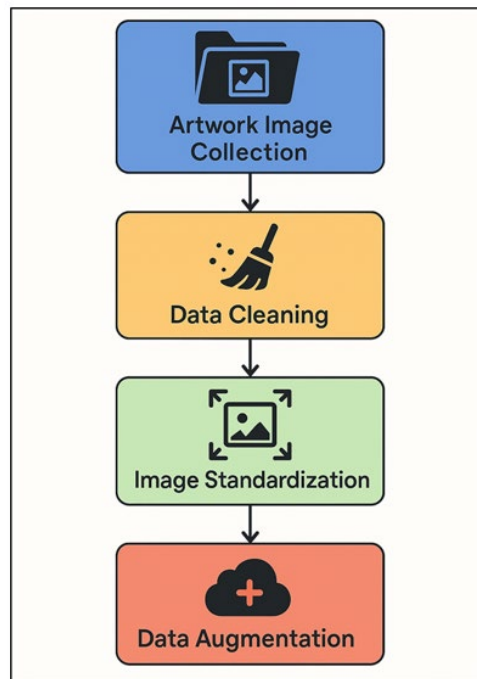 Artwork Image
Collection
Data Cleaning
Image Standardization
Data Augmentation